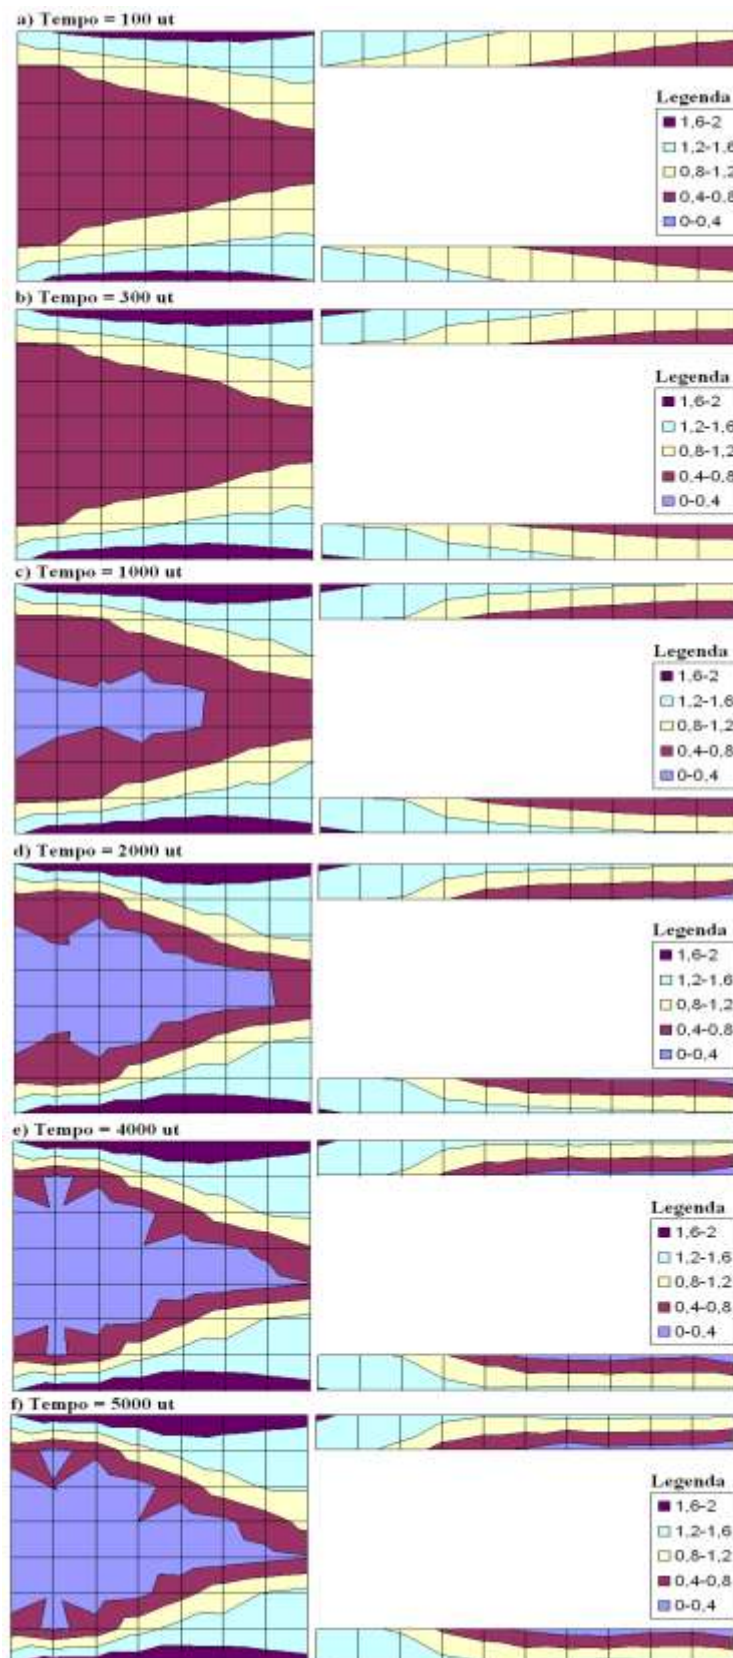 a) Tempo = 100 ut
Legenda
1,6-2
1,2-1,6
0,8-1,2
0,4-0,8
0-0,4
b) Tempo = 300 ut
Legenda
1,6-2
1,2-1,6
0,8-1,2
0,4-0,8
0-0,4
c) Tempo = 1000 ut
Legenda
1,6-2
1,2-1,6
0,8-1,2
0,4-0,8
0-0,4
d) Tempo = 2000 ut
Legenda
1,6-2
1,2-1,6
0,8-1,2
0,4-0,8
0-0,4
e) Tempo = 4000 ut
Legenda
1,6-2
1,2-1,6
0,8-1,2
0,4-0,8
0-0,4
f) Tempo = 5000 ut
Legenda
1,6-2
1,2-1,6
0,8-1,2
0,4-0,8
0-0,4